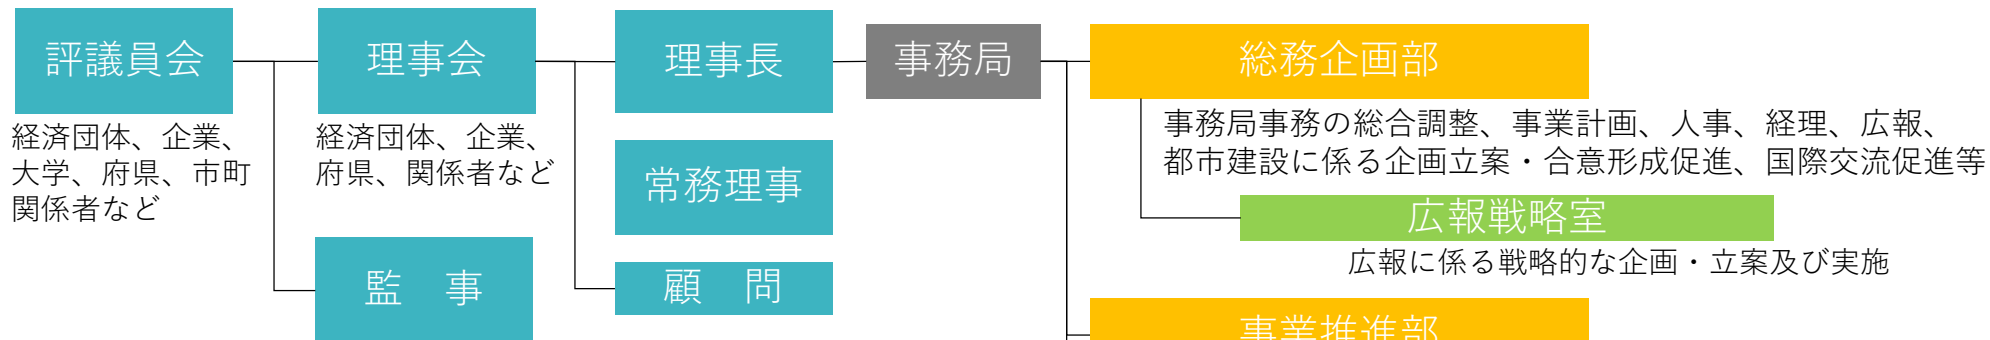 評議員会
経済団体、企業、
大学、府県、市町
関係者など
理事会
経済団体、企業、
府県、関係者など
監　事
理事長
常務理事
顧　問
事務局
総務企画部
事務局事務の総合調整、事業計画、人事、経理、広報、
都市建設に係る企画立案・合意形成促進、国際交流促進等
広報戦略室
広報に係る戦略的な企画・立案及び実施
事業推進部